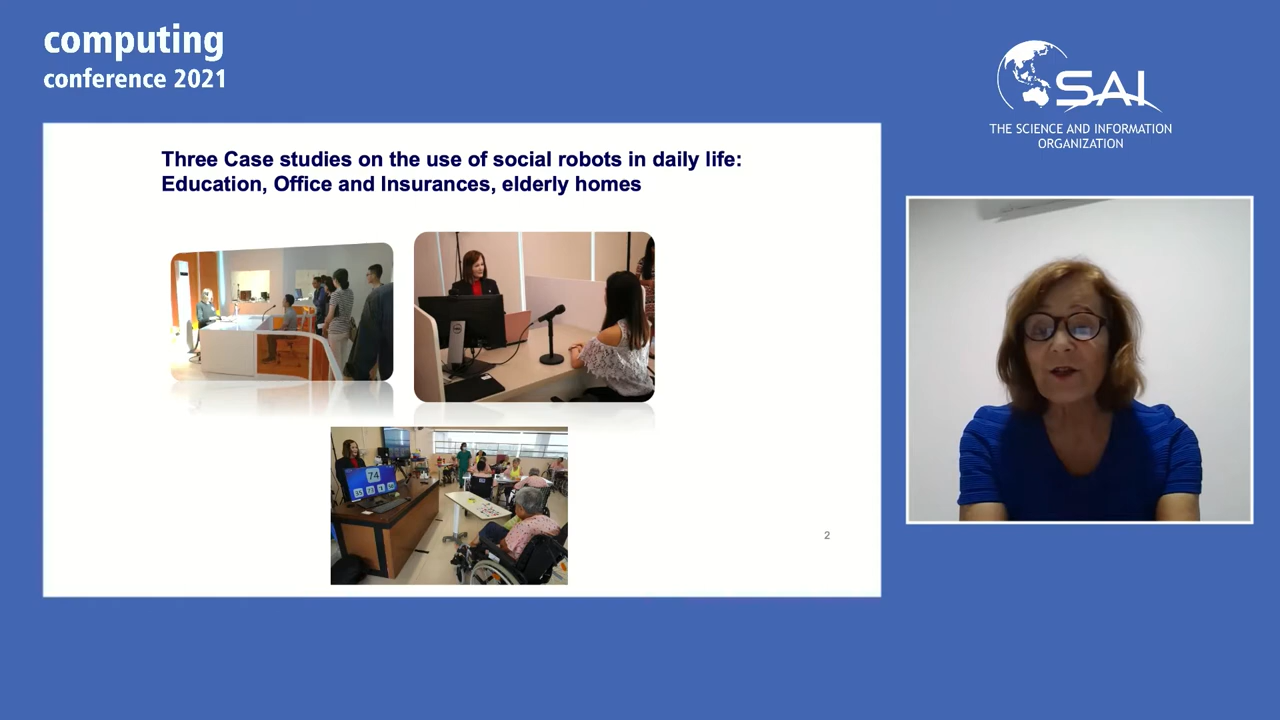 computing
conference 2021
SAI
THE SCIENCE AND INFORMATION
ORGANIZATION
Three Case studies on the use of social robots in daily life:
Education, Office and Insurances, elderly homes
74
2